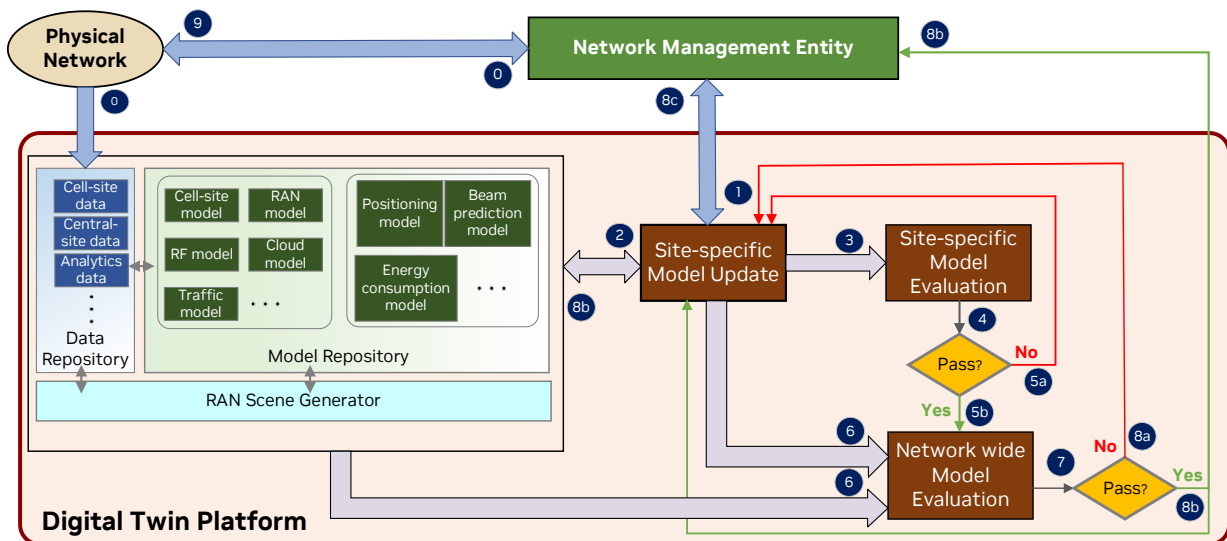 9
Physical
Network
Network Management Entity
8b
0
0
8c
Cell-site
data
Central-
site data
Analytics
data
Data
Repository
Cell-site
model
RAN
model
RF model
Cloud
model
Traffic
model
. . .
Positioning
model
Beam
prediction
model
Energy
consumption
model
. . .
Model Repository
RAN Scene Generator
1
2
8b
Site-specific
Model Update
3
Site-specific
Model
Evaluation
4
Pass?
No
5a
Yes
5b
6
6
Network wide
Model
Evaluation
7
No
8a
Pass?
Yes
8b
Digital Twin Platform